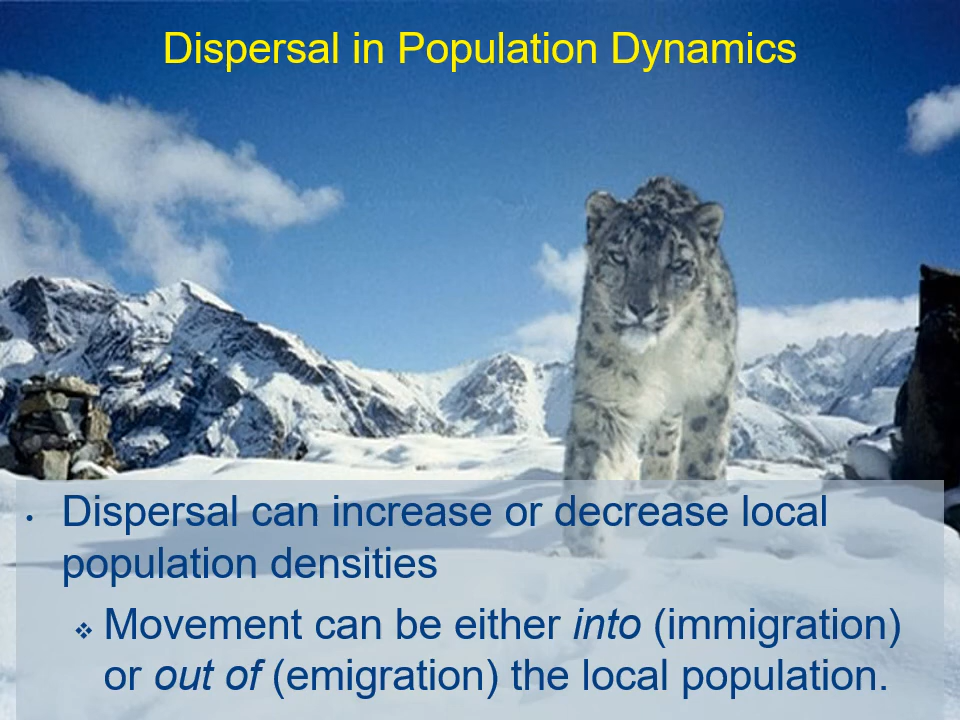 Dispersal in Population Dynamics
• Dispersal can increase or decrease local
population densities
❖ Movement can be either into (immigration)
or out of (emigration) the local population.